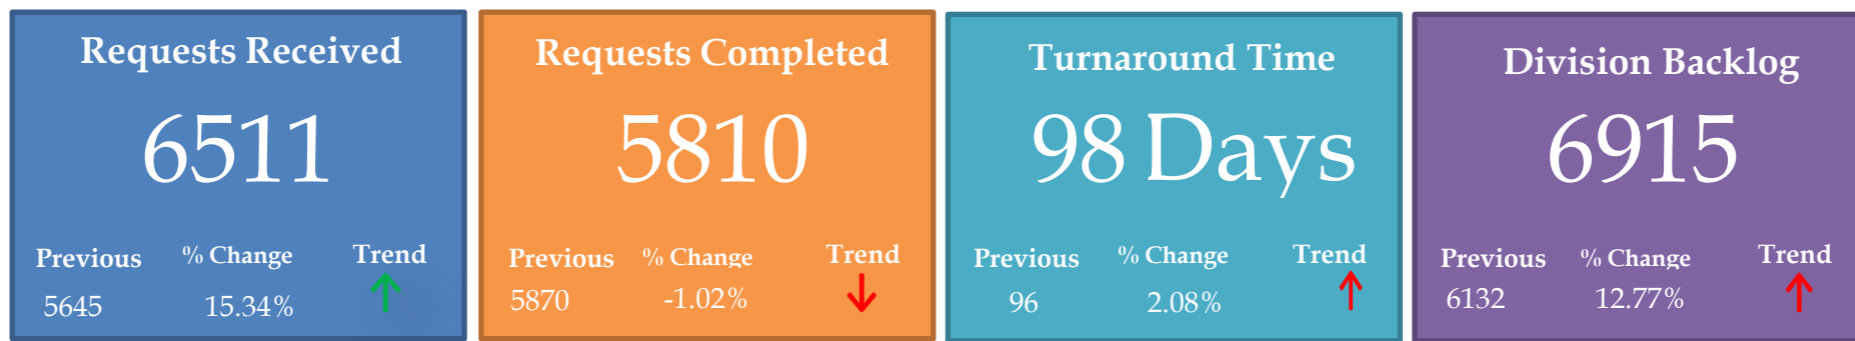 Requests Received
6511
Previous % Change Trend
5645 15.34%
Requests Completed
5810
Previous % Change Trend
5870 -1.02%
Turnaround Time
98 Days
Previous % Change Trend
96 2.08%
Division Backlog
6915
Previous % Change Trend
6132 12.77%